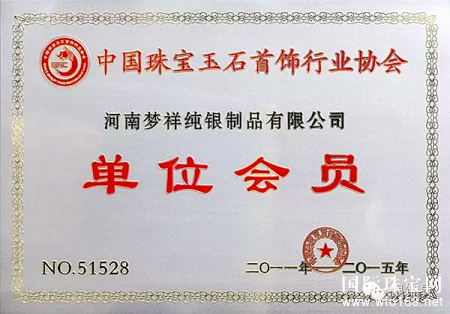 中国珠宝玉石首饰行业协会
河南梦祥纯银制品有限公司
单位会员
NO.51528
二〇一一年——二〇一五年
国际珠宝网
www.wto168.net